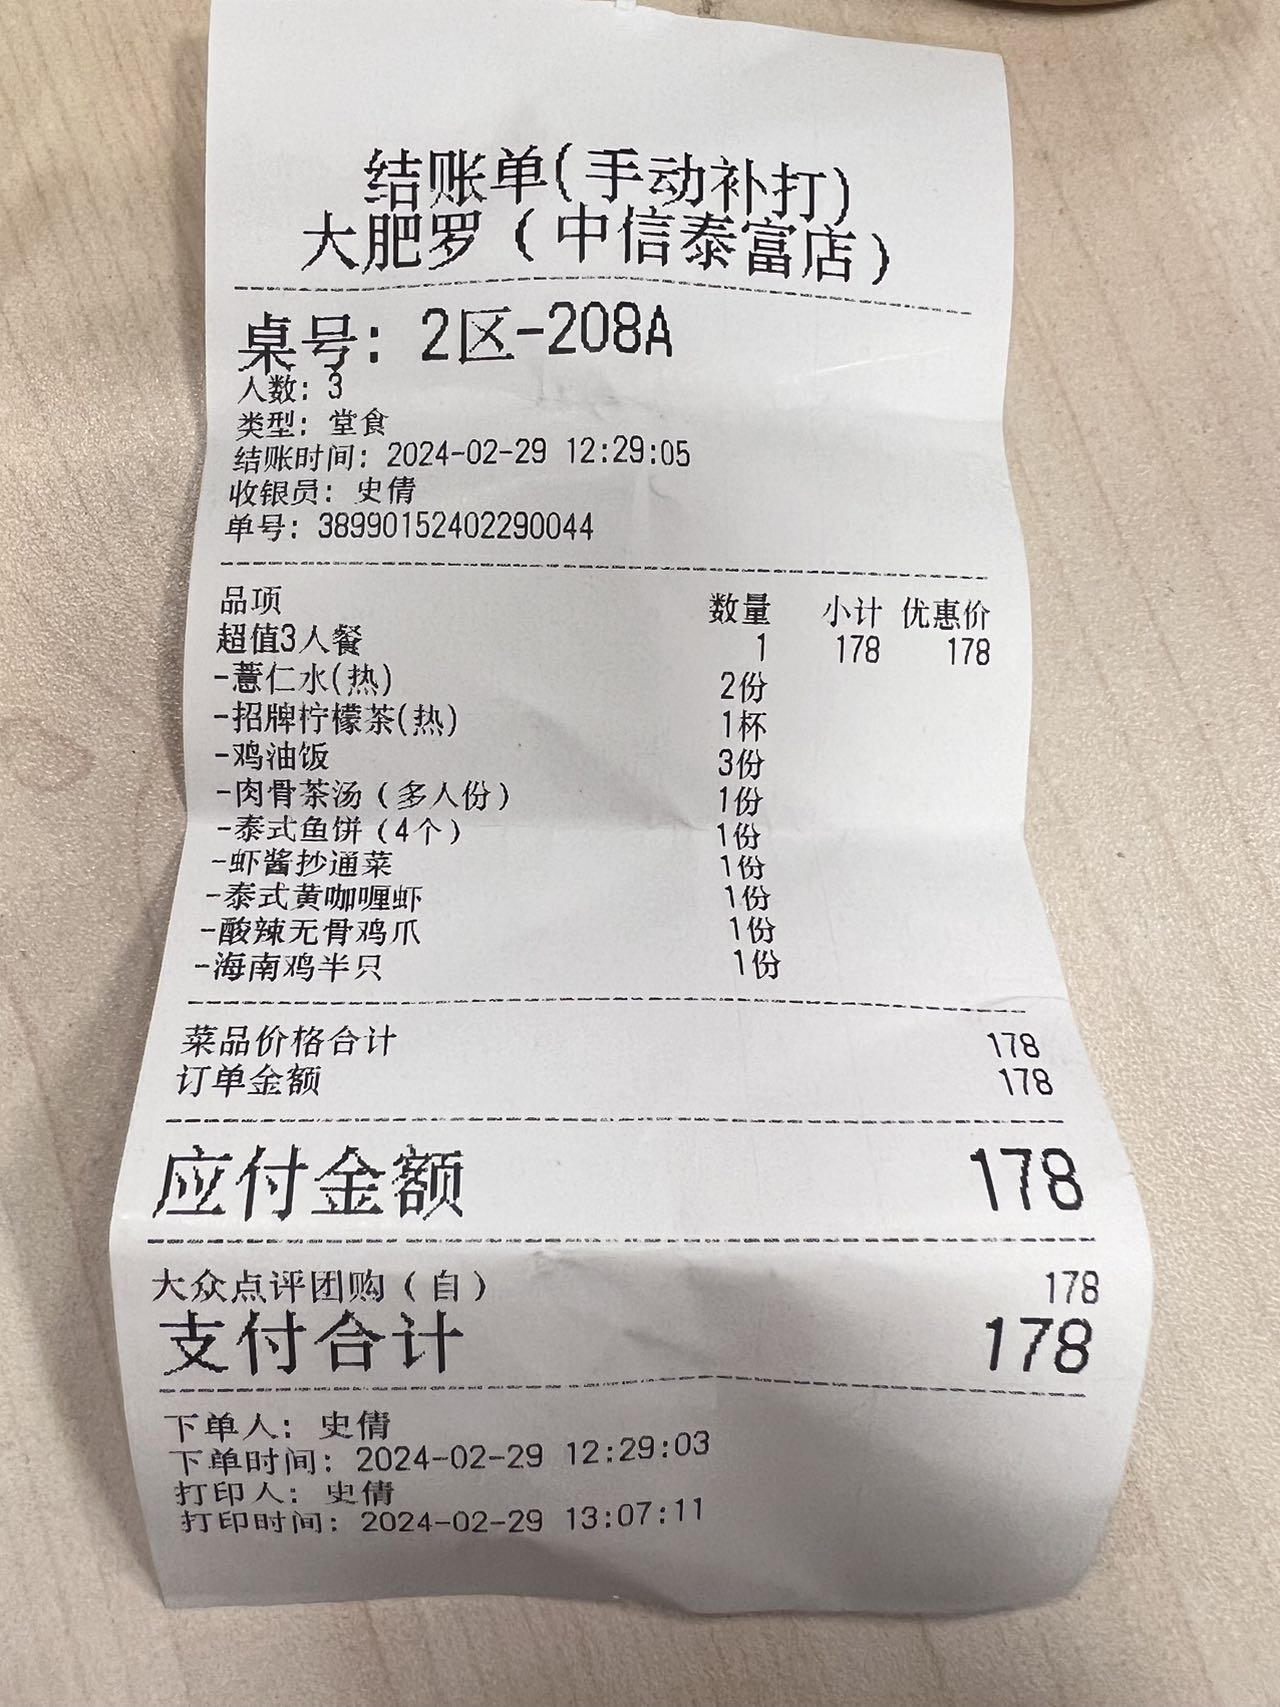 结账单(手动补打)
大肥罗（中信泰富店）
桌号: 2区-208A
人数: 3
类型: 堂食
结账时间: 2024-02-29 12:29:05
收银员: 史倩
单号: 38990152402290044
品项 数量 小计 优惠价
超值3人餐 1 178 178
-薏仁水(热) 2份
-招牌柠檬茶(热) 1杯
-鸡油饭 3份
-肉骨茶汤（多人份） 1份
-泰式鱼饼（4个） 1份
-虾酱抄通菜 1份
-泰式黄咖喱虾 1份
-酸辣无骨鸡爪 1份
-海南鸡半只 1份
菜品价格合计 178
订单金额 178
应付金额 178
大众点评团购（自） 178
支付合计 178
下单人: 史倩
下单时间: 2024-02-29 12:29:03
打印人: 史倩
打印时间: 2024-02-29 13:07:11